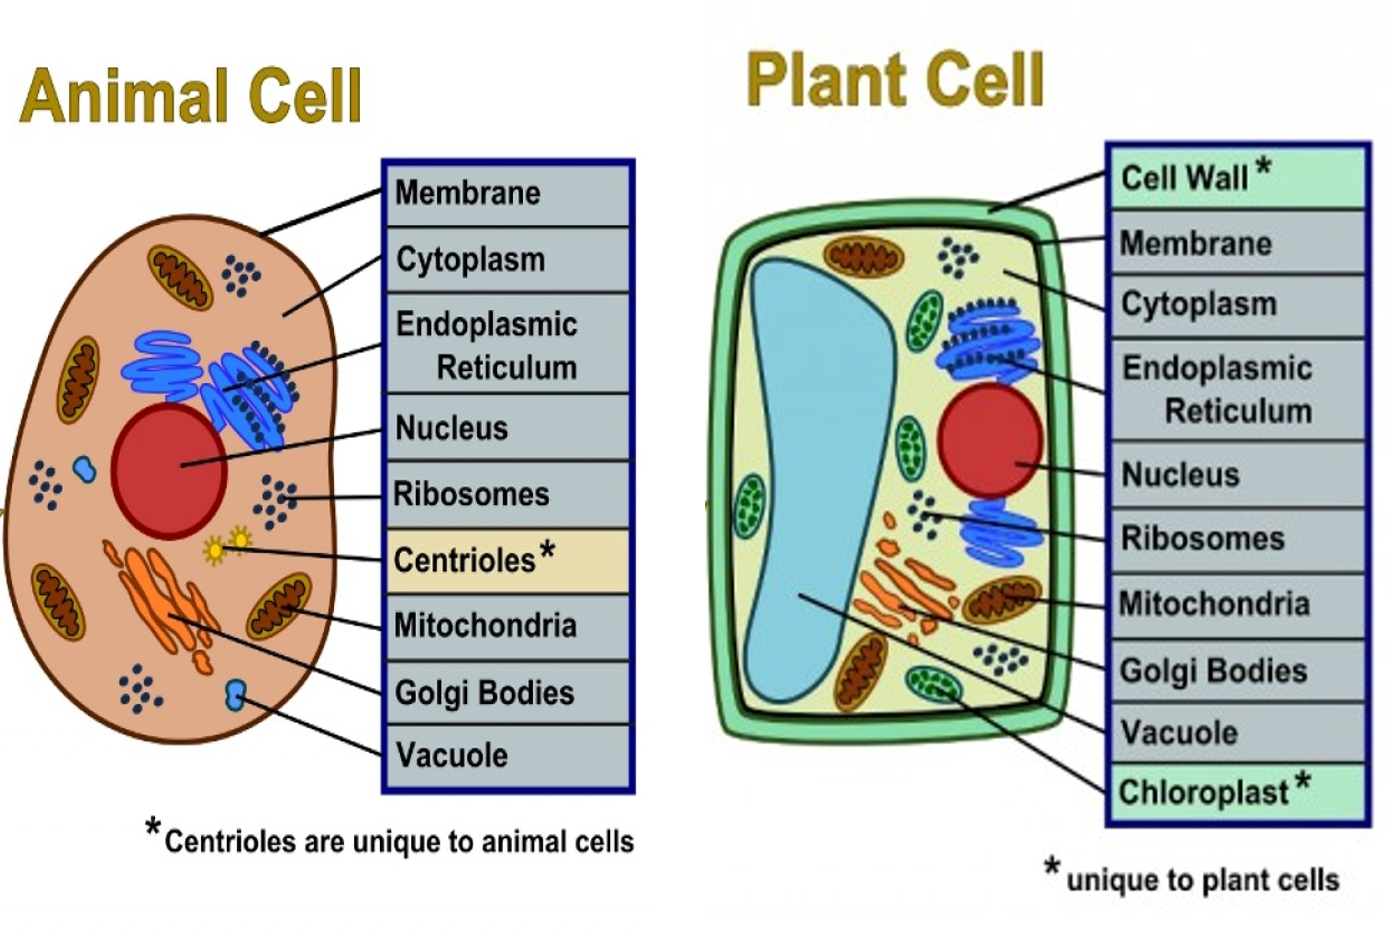 Animal Cell
Membrane
Cytoplasm
Endoplasmic
Reticulum
Nucleus
Ribosomes
Centrioles*
Mitochondria
Golgi Bodies
Vacuole
*Centrioles are unique to animal cells
Plant Cell
Cell Wall*
Membrane
Cytoplasm
Endoplasmic
Reticulum
Nucleus
Ribosomes
Mitochondria
Golgi Bodies
Vacuole
Chloroplast*
*unique to plant cells